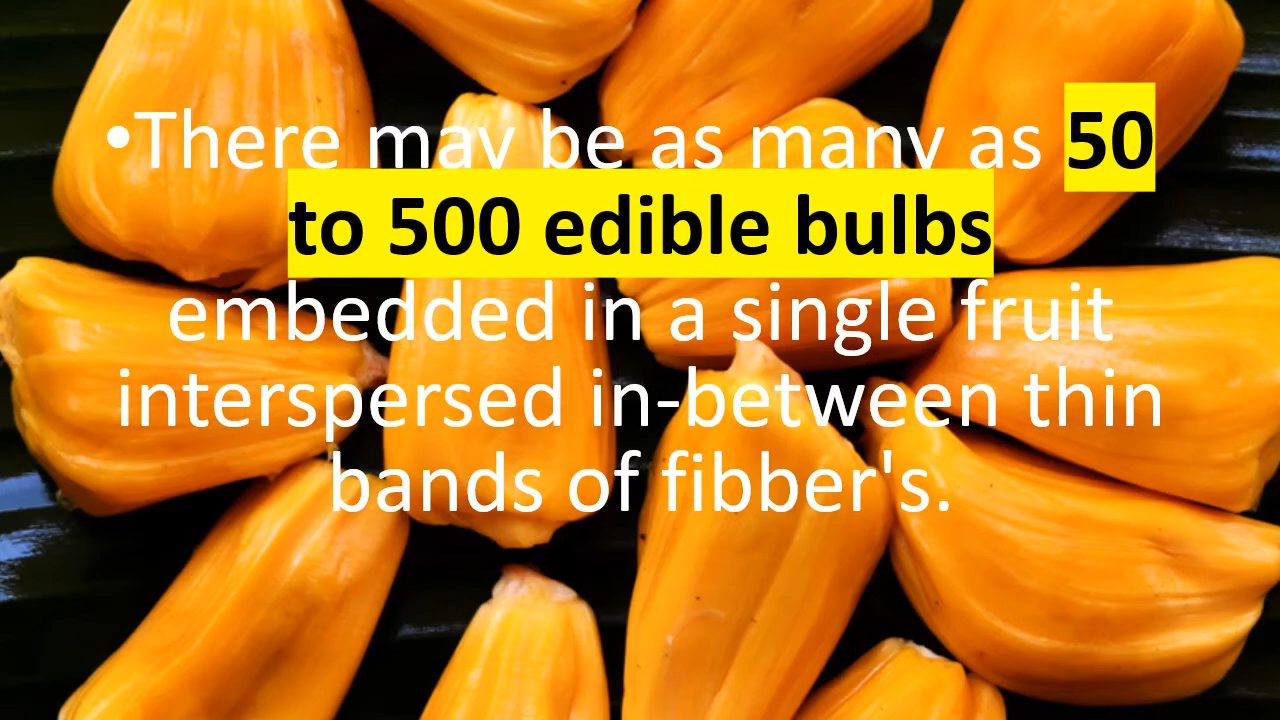 •There may be as many as 50
to 500 edible bulbs
embedded in a single fruit
interspersed in-between thin
bands of fibber's.